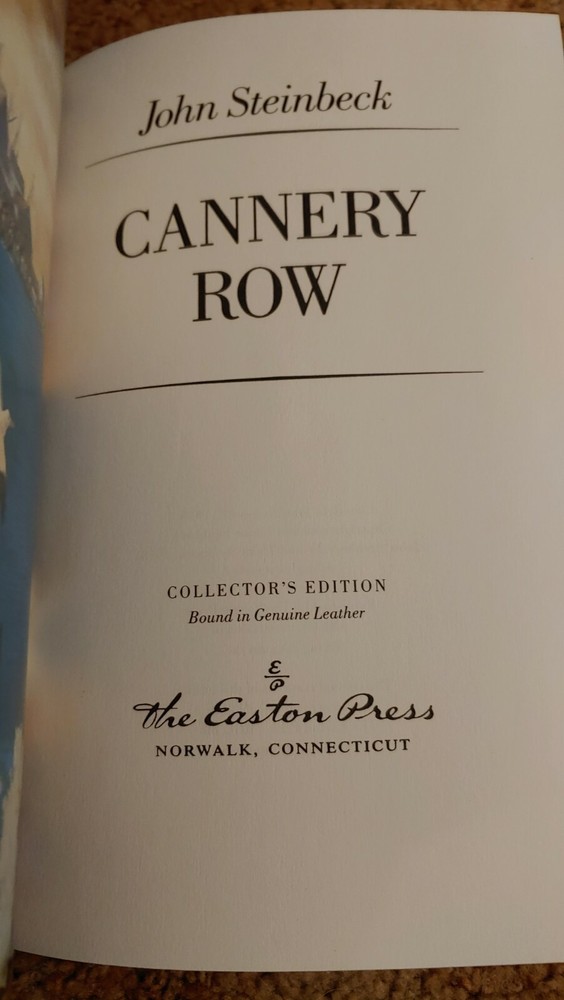 John Steinbeck
CANNERY
ROW
COLLECTOR'S EDITION
Bound in Genuine Leather
E
P
The Easton Press
NORWALK, CONNECTICUT